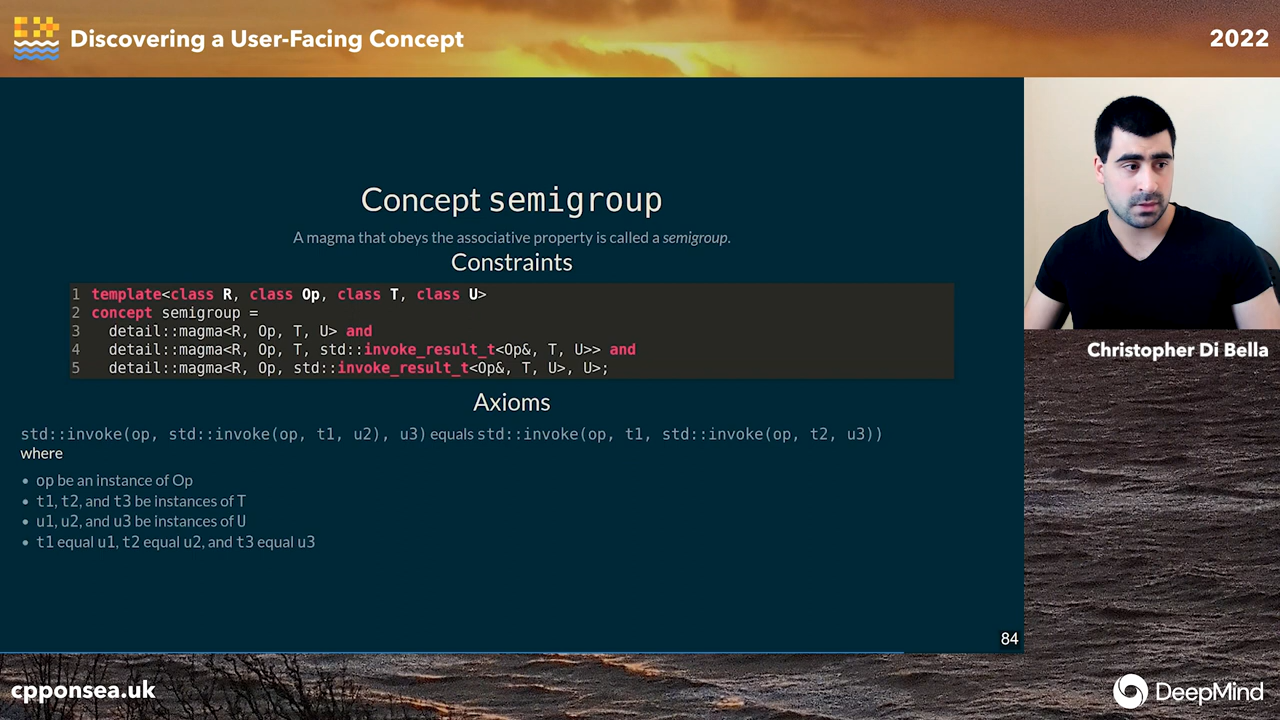 Discovering a User-Facing Concept
2022
Concept semigroup
A magma that obeys the associative property is called a semigroup.
Constraints
1 template<class R, class Op, class T, class U>
2 concept semigroup =
3 detail::magma<R, Op, T, U> and
4 detail::magma<R, Op, T, std::invoke_result_t<Op&, T, U>> and
5 detail::magma<R, Op, std::invoke_result_t<Op&, T, U>, U>;
Axioms
std::invoke(op, std::invoke(op, t1, u2), u3) equals std::invoke(op, t1, std::invoke(op, t2, u3))
where
• op be an instance of Op
• t1, t2, and t3 be instances of T
• u1, u2, and u3 be instances of U
• t1 equal u1, t2 equal u2, and t3 equal u3
84
Christopher Di Bella
cpponsea.uk
DeepMind